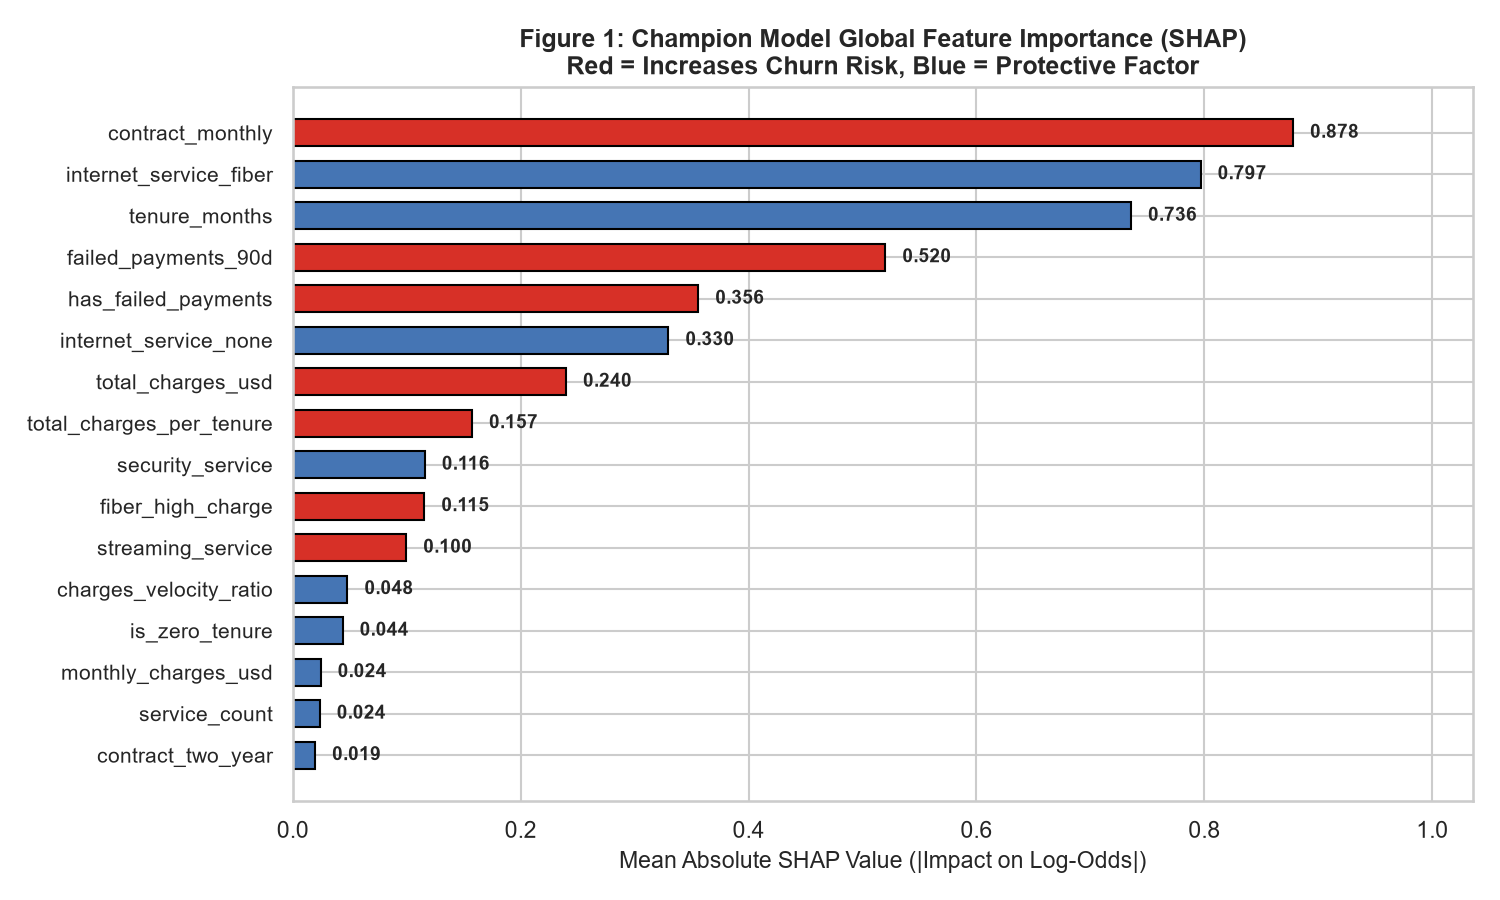 Figure 1: Champion Model Global Feature Importance (SHAP)
Red = Increases Churn Risk, Blue = Protective Factor
contract_monthly 0.878
internet_service_fiber 0.797
tenure_months 0.736
failed_payments_90d 0.520
has_failed_payments 0.356
internet_service_none 0.330
total_charges_usd 0.240
total_charges_per_tenure 0.157
security_service 0.116
fiber_high_charge 0.115
streaming_service 0.100
charges_velocity_ratio 0.048
is_zero_tenure 0.044
monthly_charges_usd 0.024
service_count 0.024
contract_two_year 0.019
0.0 0.2 0.4 0.6 0.8 1.0
Mean Absolute SHAP Value (|Impact on Log-Odds|)